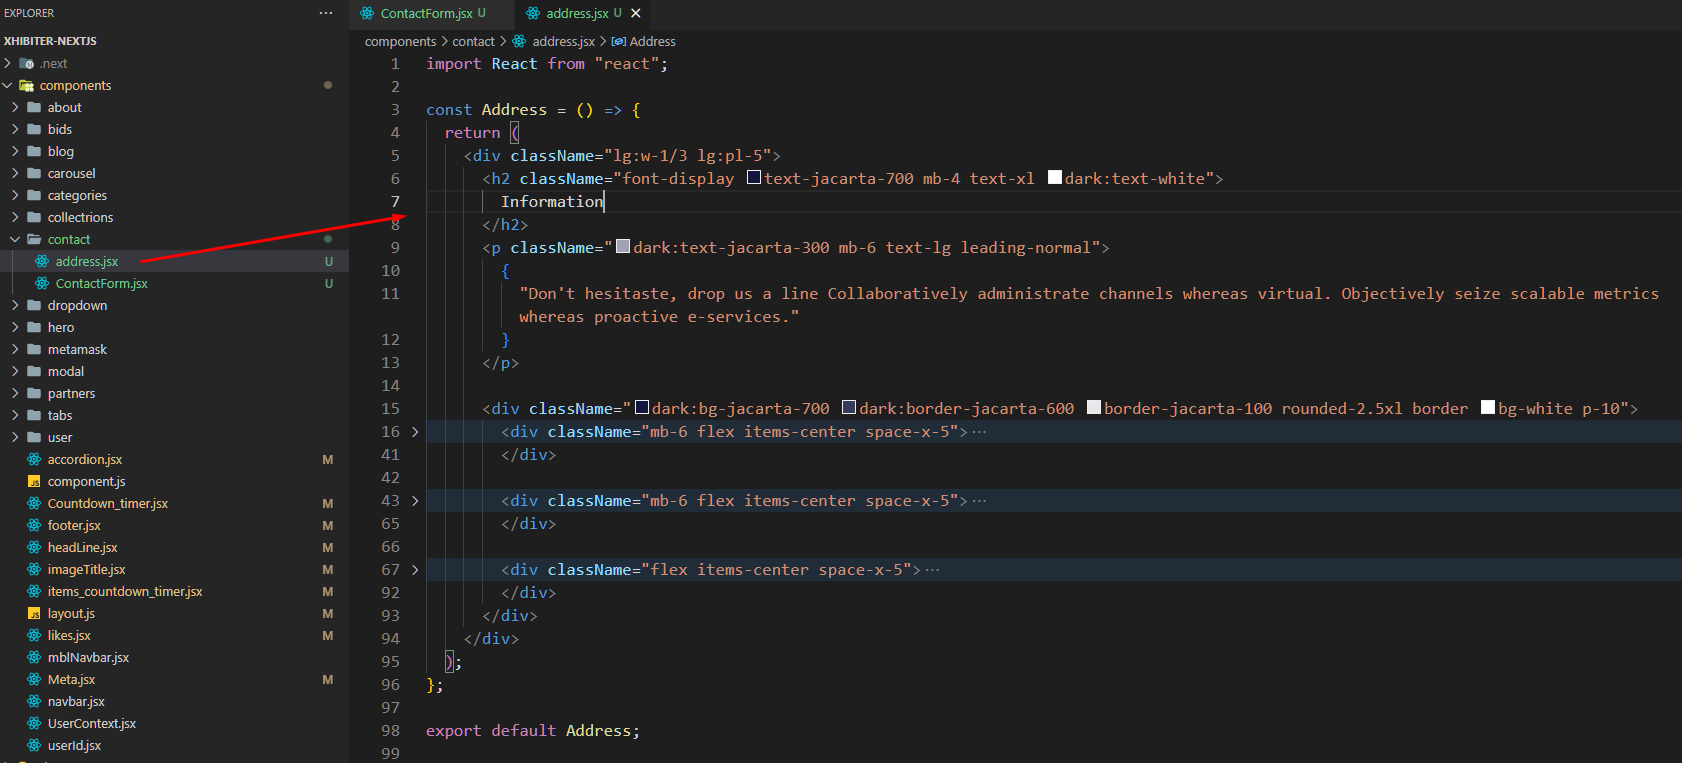 EXPLORER
XHIBITER-NEXTJS
.next
components
about
bids
blog
carousel
categories
collectrions
contact
address.jsx U
ContactForm.jsx U
dropdown
hero
metamask
modal
partners
tabs
user
accordion.jsx M
component.js
Countdown_timer.jsx M
footer.jsx M
headLine.jsx M
imageTitle.jsx M
items_countdown_timer.jsx M
layout.js M
likes.jsx M
mblNavbar.jsx
Meta.jsx M
navbar.jsx
UserContext.jsx
userId.jsx
ContactForm.jsx U address.jsx U
components > contact > address.jsx > Address
1 import React from "react";
2
3 const Address = () => {
4 return (
5 <div className="lg:w-1/3 lg:pl-5">
6 <h2 className="font-display text-jacarta-700 mb-4 text-xl dark:text-white">
7 Information
8 </h2>
9 <p className="dark:text-jacarta-300 mb-6 text-lg leading-normal">
10 {
11 "Don't hesitaste, drop us a line Collaboratively administrate channels whereas virtual. Objectively seize scalable metrics
whereas proactive e-services."
12 }
13 </p>
14
15 <div className="dark:bg-jacarta-700 dark:border-jacarta-600 border-jacarta-100 rounded-2.5xl border bg-white p-10">
16 <div className="mb-6 flex items-center space-x-5">⋯
41 </div>
42
43 <div className="mb-6 flex items-center space-x-5">⋯
65 </div>
66
67 <div className="flex items-center space-x-5">⋯
92 </div>
93 </div>
94 </div>
95 );
96 };
97
98 export default Address;
99